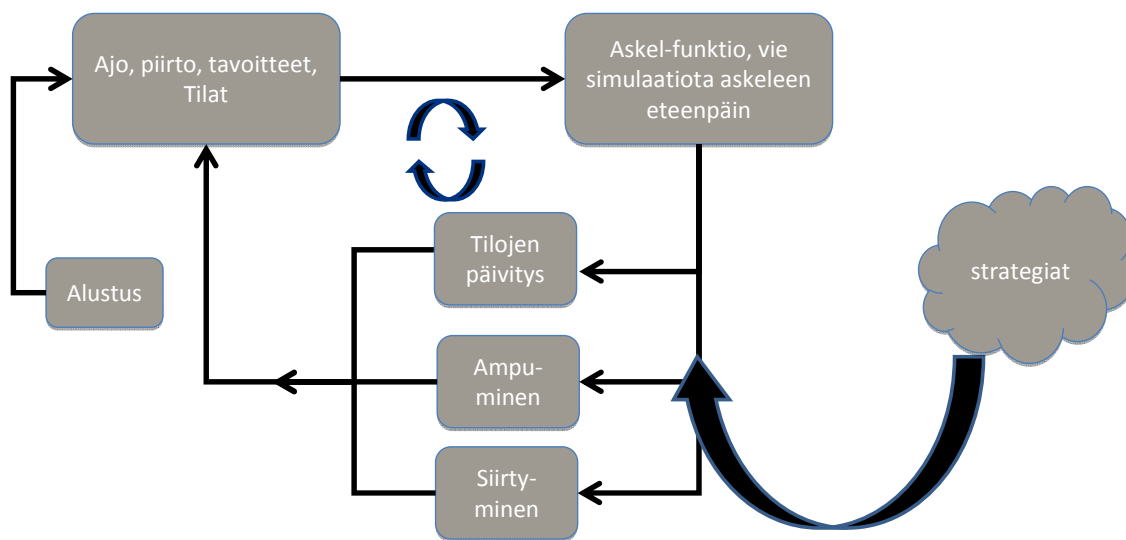 Ajo, piirto, tavoitteet,
Tilat
Askel-funktio, vie
simulaatiota askeleen
eteenpäin
Tilojen
päivitys
strategiat
Alustus
Ampu-
minen
Siirty-
minen